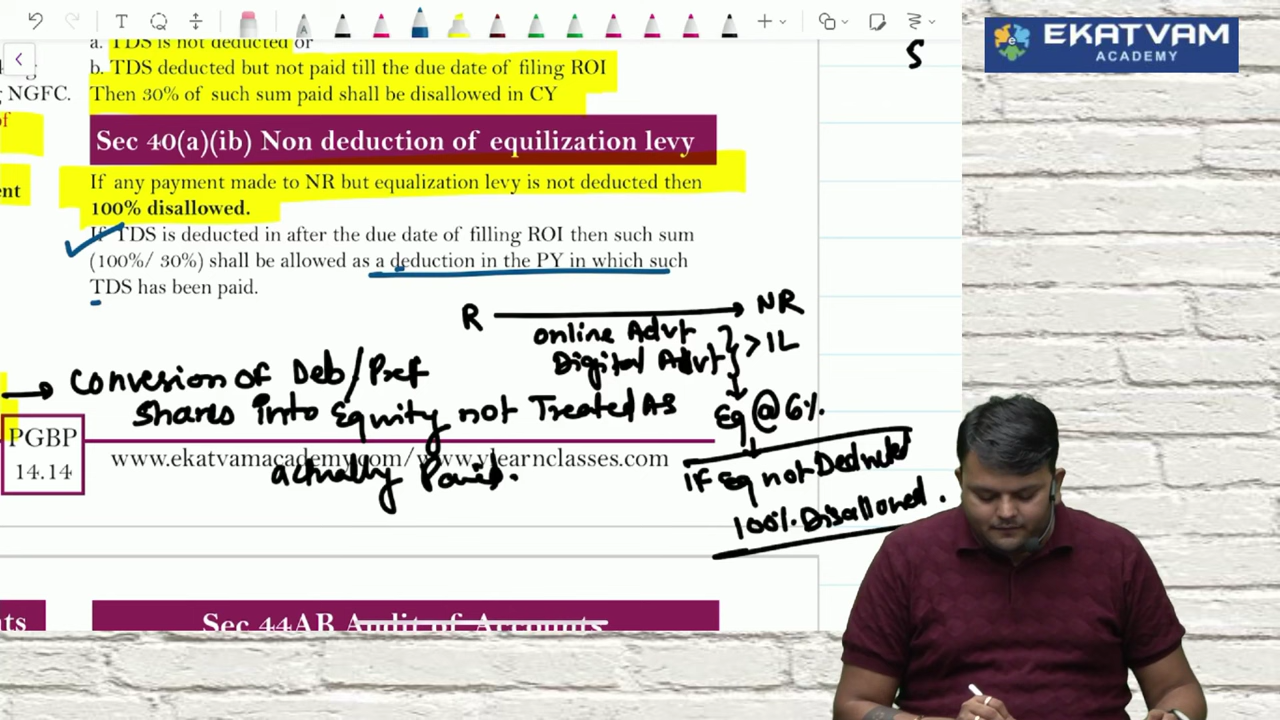 a. TDS is not deducted or
b. TDS deducted but not paid till the due date of filing ROI
Then 30% of such sum paid shall be disallowed in CY
NGFC.
of
ent
Sec 40(a)(ib) Non deduction of equilization levy
If any payment made to NR but equalization levy is not deducted then
100% disallowed.
If TDS is deducted in after the due date of filling ROI then such sum
(100%/ 30%) shall be allowed as a deduction in the PY in which such
TDS has been paid.
R → NR
online Advt
Digital Advt } > 1L
Eq @ 6%.
If Eq not Deducted
100% Disallowed.
→ Convesion of Deb/Pref
shares into Equity not Treated As
actually Paid.
PGBP
14.14
www.ekatvamacademy.com/www.ylearnclasses.com
nts
Sec 44AB Audit of Accounts
S
EKATVAM
ACADEMY